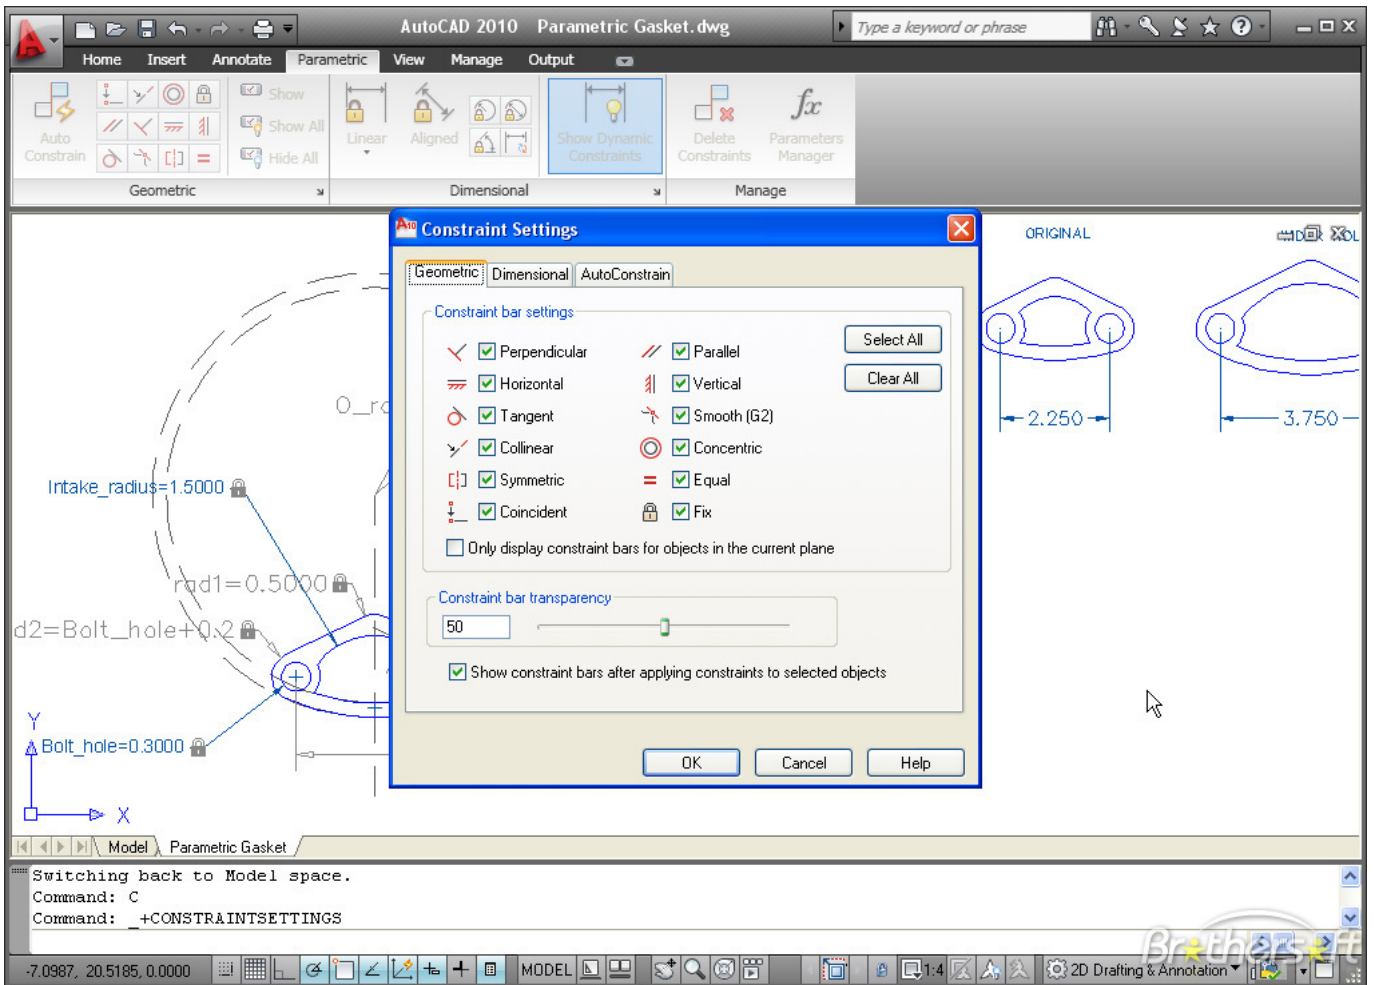 AutoCAD 2010 Parametric Gasket.dwg
Type a keyword or phrase
Home Insert Annotate Parametric View Manage Output
Auto Constrain
Show
Show All
Hide All
Linear
Aligned
Show Dynamic Constraints
Delete Constraints
Parameters Manager
fx
Geometric
Dimensional
Manage
A10 Constraint Settings
Geometric Dimensional AutoConstrain
Constraint bar settings
Select All
Clear All
Perpendicular
Parallel
Horizontal
Vertical
Tangent
Smooth (G2)
Collinear
Concentric
Symmetric
Equal
Coincident
Fix
Only display constraint bars for objects in the current plane
Constraint bar transparency
50
Show constraint bars after applying constraints to selected objects
OK Cancel Help
ORIGINAL
2.250
3.750
Intake_radius=1.5000
rad1=0.5000
d2=Bolt_hole+0.2
Bolt_hole=0.3000
Y
X
Model Parametric Gasket
Switching back to Model space.
Command: C
Command: _+CONSTRAINTSETTINGS
Brothersoft
-7.0987, 20.5185, 0.0000
MODEL
1:4
2D Drafting & Annotation